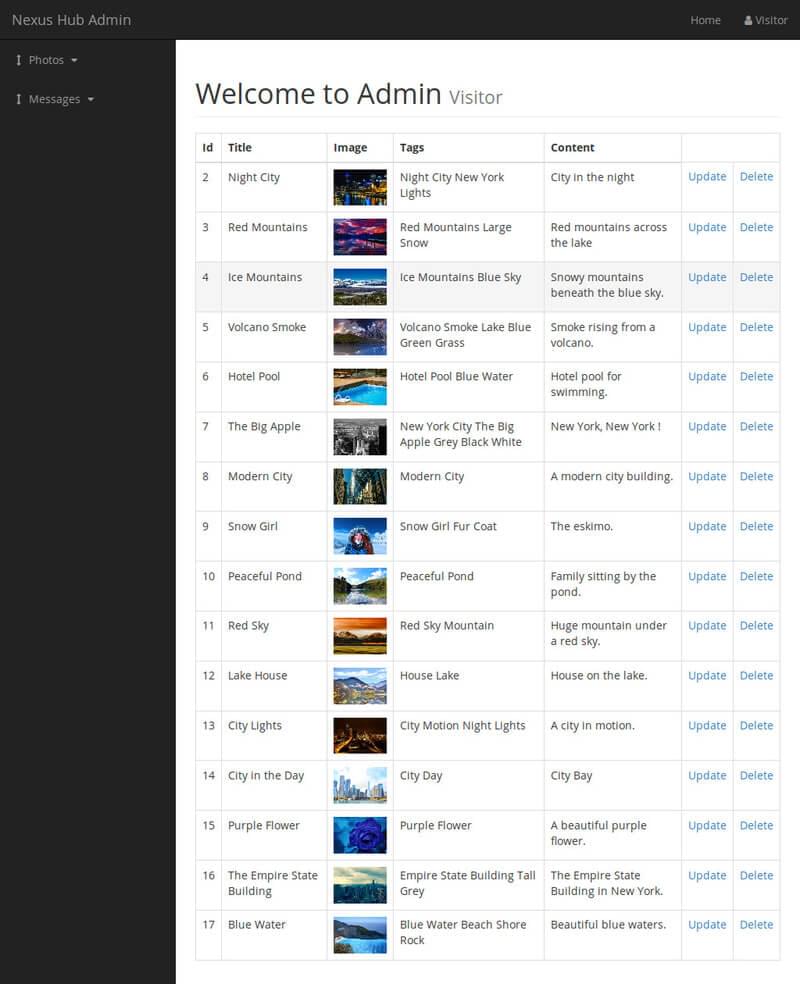 Nexus Hub Admin Home Visitor
Photos
Messages
Welcome to Admin Visitor
Id Title Image Tags Content
2 Night City Night City New York City in the night Update Delete
Lights
3 Red Mountains Red Mountains Large Red mountains across Update Delete
Snow the lake
4 Ice Mountains Ice Mountains Blue Sky Snowy mountains Update Delete
beneath the blue sky.
5 Volcano Smoke Volcano Smoke Lake Blue Smoke rising from a Update Delete
Green Grass volcano.
6 Hotel Pool Hotel Pool Blue Water Hotel pool for Update Delete
swimming.
7 The Big Apple New York City The Big New York, New York ! Update Delete
Apple Grey Black White
8 Modern City Modern City A modern city building. Update Delete
9 Snow Girl Snow Girl Fur Coat The eskimo. Update Delete
10 Peaceful Pond Peaceful Pond Family sitting by the Update Delete
pond.
11 Red Sky Red Sky Mountain Huge mountain under Update Delete
a red sky.
12 Lake House House Lake House on the lake. Update Delete
13 City Lights City Motion Night Lights A city in motion. Update Delete
14 City in the Day City Day City Bay Update Delete
15 Purple Flower Purple Flower A beautiful purple Update Delete
flower.
16 The Empire State Empire State Building Tall The Empire State Update Delete
Building Grey Building in New York.
17 Blue Water Blue Water Beach Shore Beautiful blue waters. Update Delete
Rock